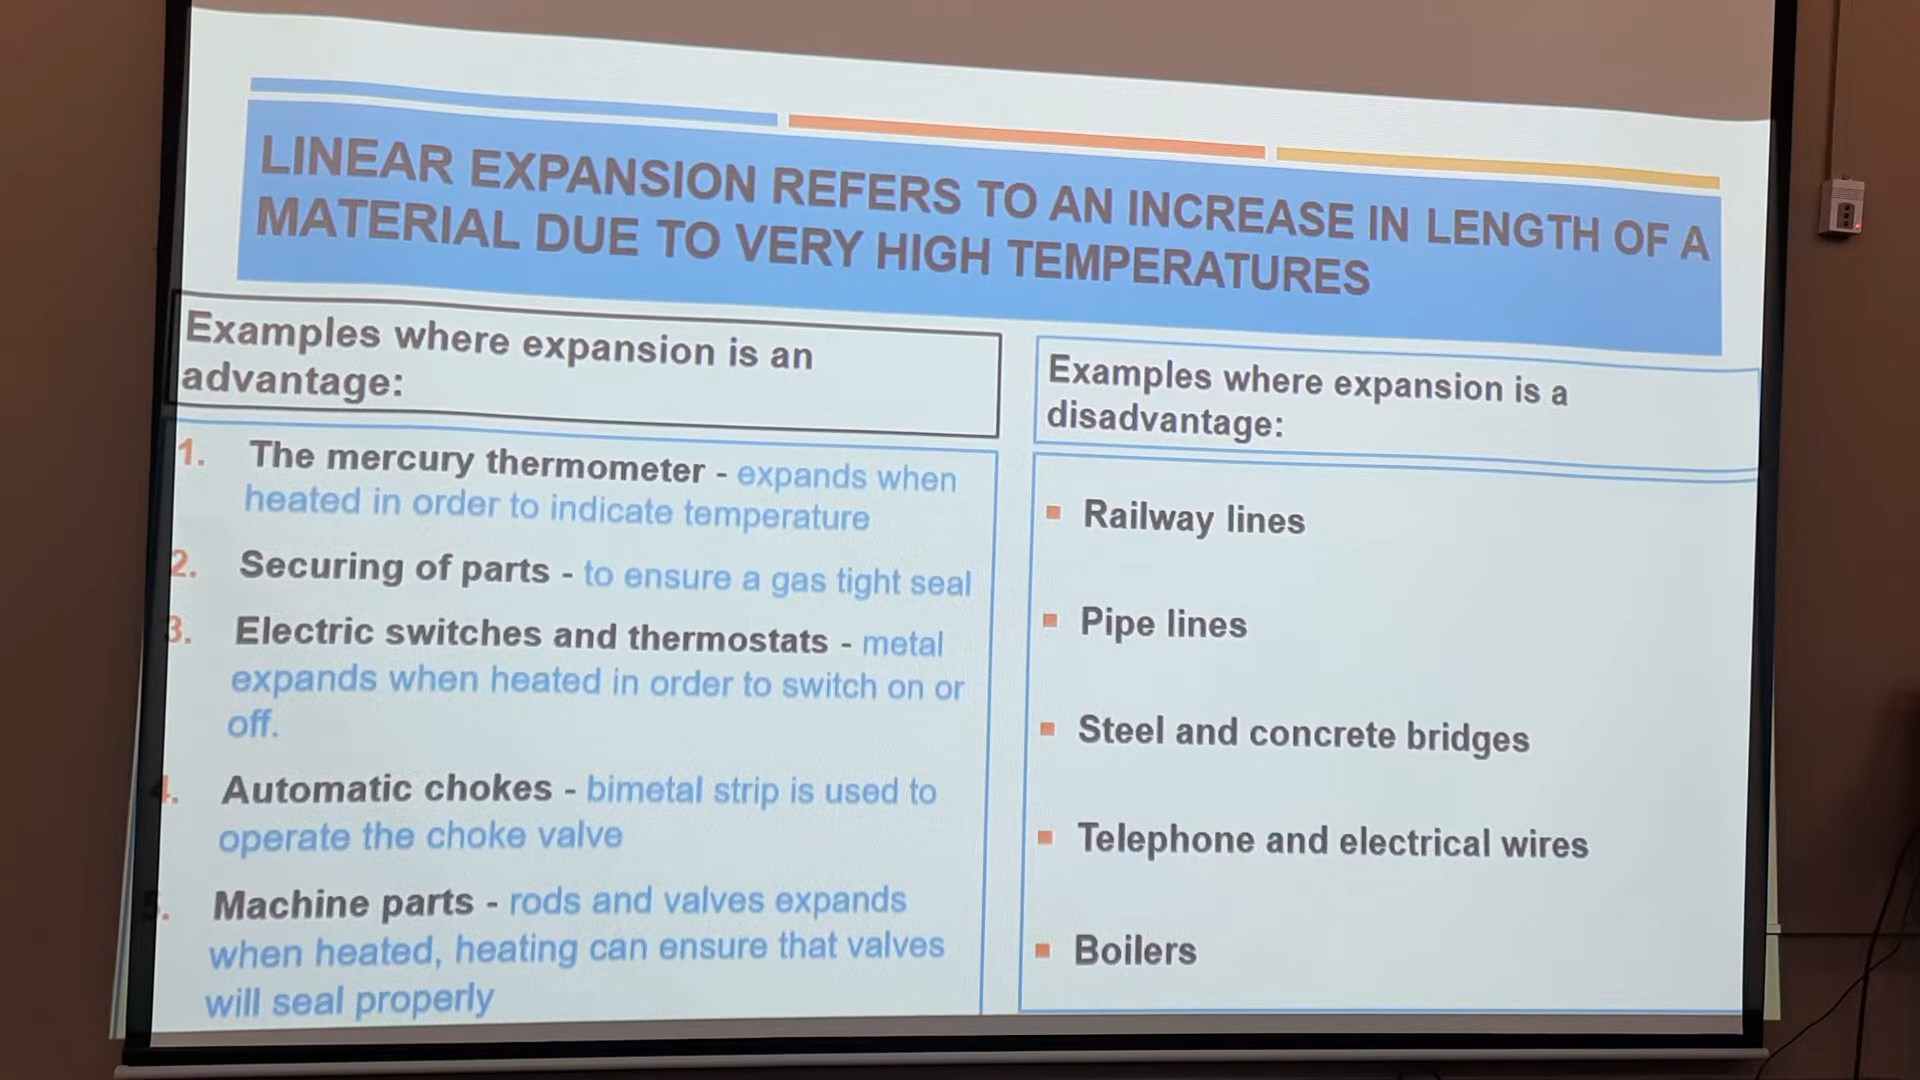 LINEAR EXPANSION REFERS TO AN INCREASE IN LENGTH OF A
MATERIAL DUE TO VERY HIGH TEMPERATURES
Examples where expansion is an
advantage:
1. The mercury thermometer - expands when
heated in order to indicate temperature
2. Securing of parts - to ensure a gas tight seal
3. Electric switches and thermostats - metal
expands when heated in order to switch on or
off.
4. Automatic chokes - bimetal strip is used to
operate the choke valve
5. Machine parts - rods and valves expands
when heated, heating can ensure that valves
will seal properly
Examples where expansion is a
disadvantage:
▪ Railway lines
▪ Pipe lines
▪ Steel and concrete bridges
▪ Telephone and electrical wires
▪ Boilers